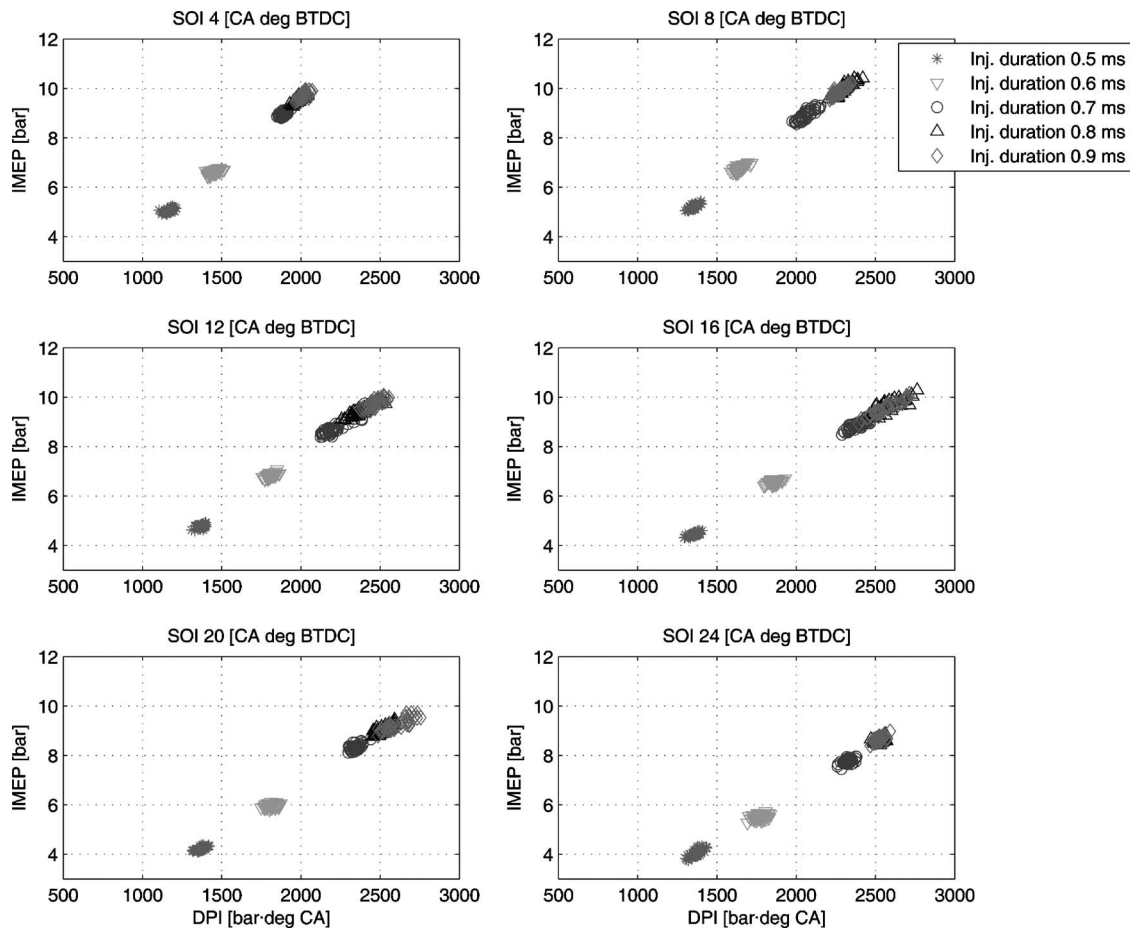 SOI 4 [CA deg BTDC]
12
10
8
6
4
IMEP [bar]
500 1000 1500 2000 2500 3000
SOI 8 [CA deg BTDC]
12
10
8
6
4
IMEP [bar]
500 1000 1500 2000 2500 3000
Inj. duration 0.5 ms
Inj. duration 0.6 ms
Inj. duration 0.7 ms
Inj. duration 0.8 ms
Inj. duration 0.9 ms
SOI 12 [CA deg BTDC]
12
10
8
6
4
IMEP [bar]
500 1000 1500 2000 2500 3000
SOI 16 [CA deg BTDC]
12
10
8
6
4
IMEP [bar]
500 1000 1500 2000 2500 3000
SOI 20 [CA deg BTDC]
12
10
8
6
4
IMEP [bar]
500 1000 1500 2000 2500 3000
DPI [bar·deg CA]
SOI 24 [CA deg BTDC]
12
10
8
6
4
IMEP [bar]
500 1000 1500 2000 2500 3000
DPI [bar·deg CA]